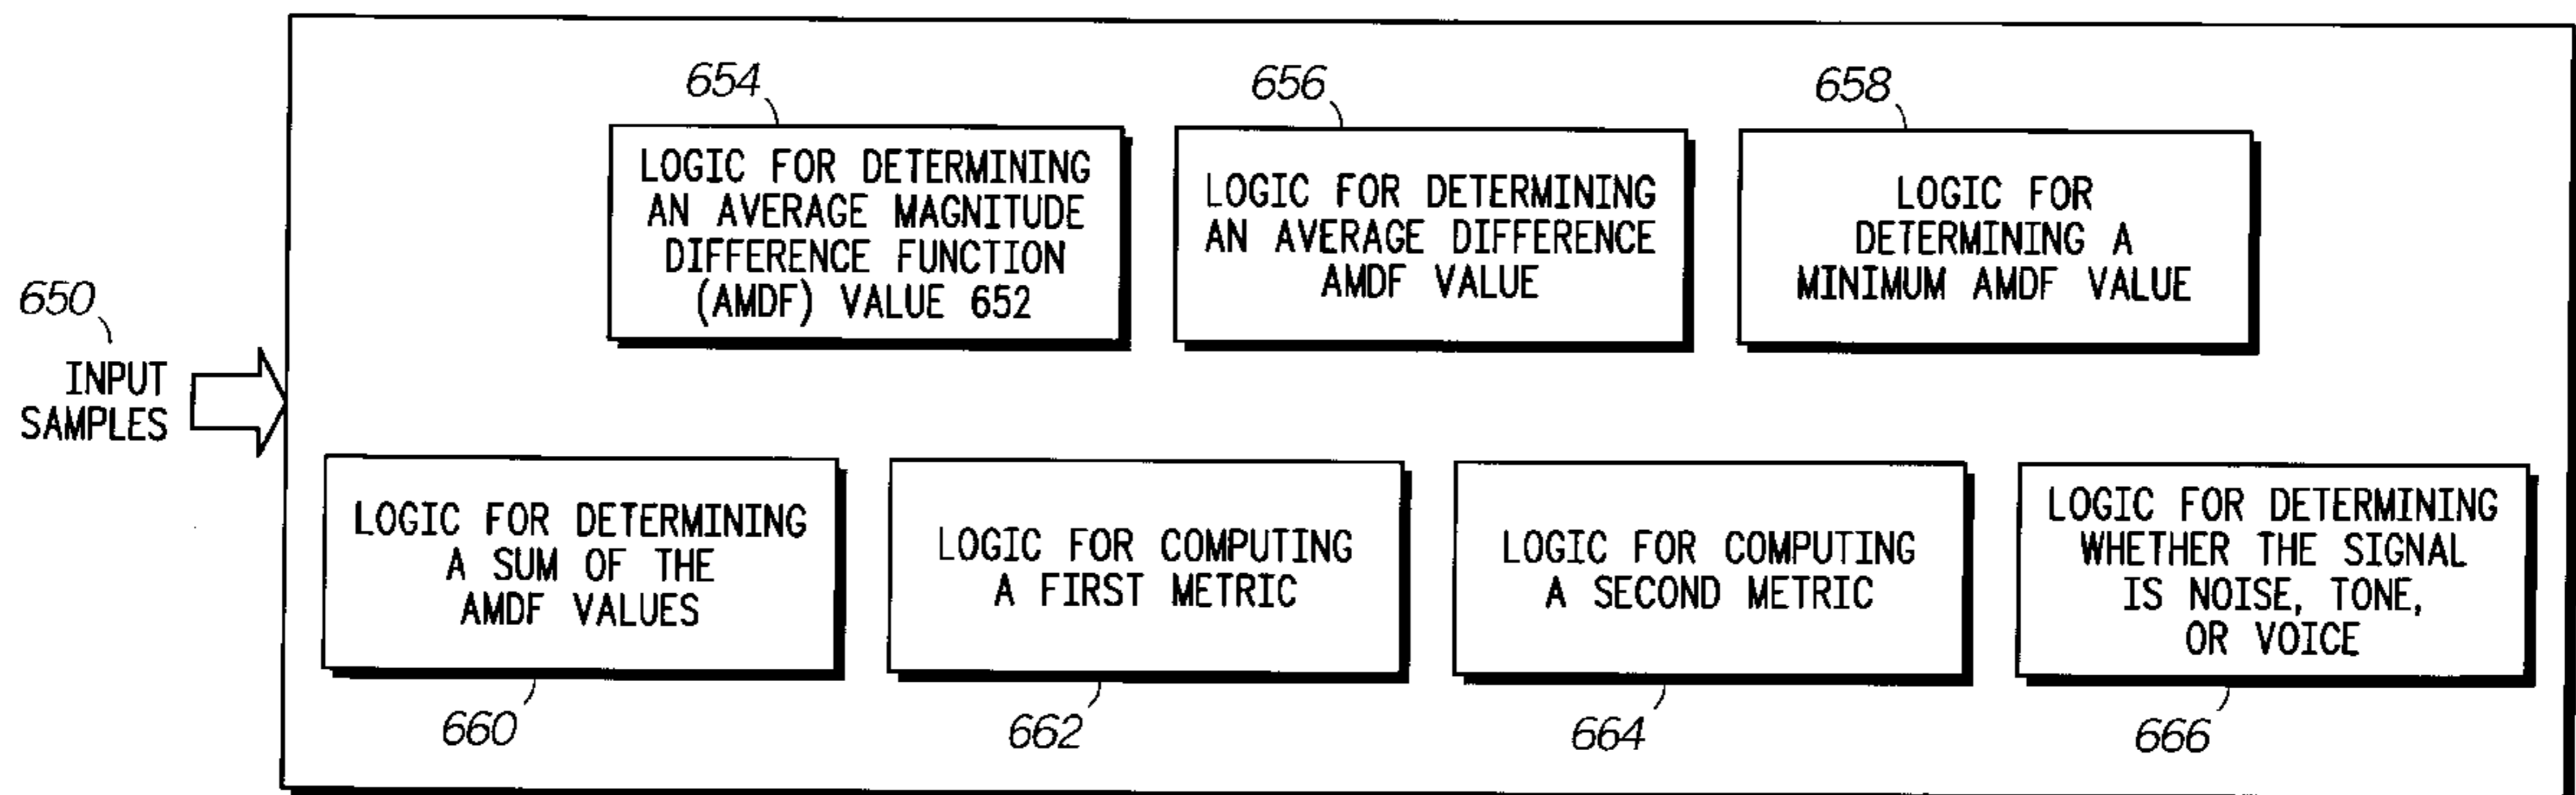 654
656
658
LOGIC FOR DETERMINING
AN AVERAGE MAGNITUDE
DIFFERENCE FUNCTION
(AMDF) VALUE 652
LOGIC FOR DETERMINING
AN AVERAGE DIFFERENCE
AMDF VALUE
LOGIC FOR
DETERMINING A
MINIMUM AMDF VALUE
650
INPUT
SAMPLES
LOGIC FOR DETERMINING
A SUM OF THE
AMDF VALUES
LOGIC FOR COMPUTING
A FIRST METRIC
LOGIC FOR COMPUTING
A SECOND METRIC
LOGIC FOR DETERMINING
WHETHER THE SIGNAL
IS NOISE, TONE,
OR VOICE
660
662
664
666